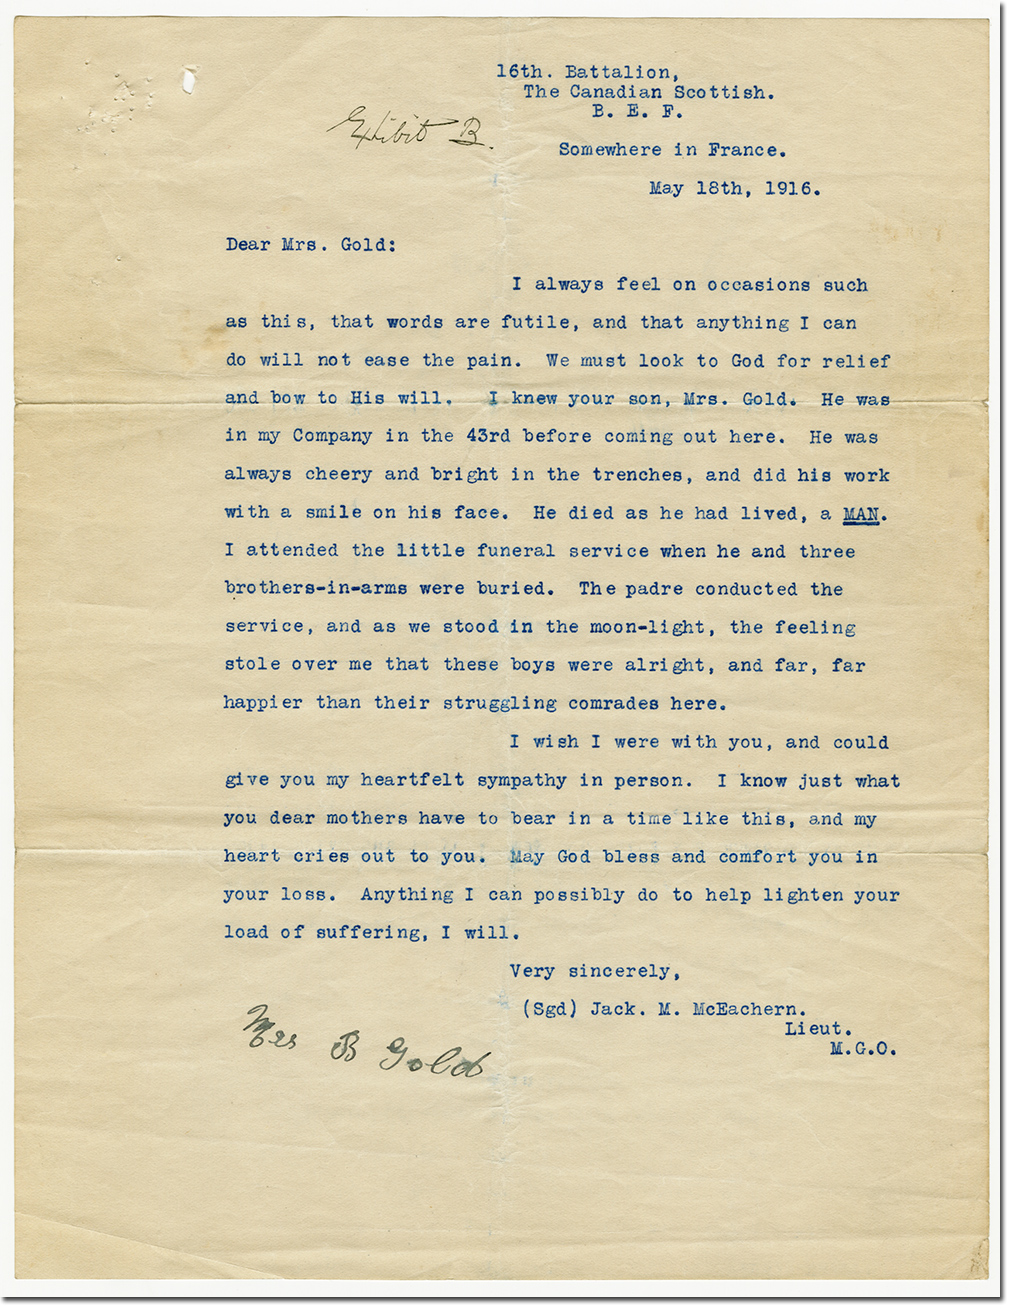 16th. Battalion,
The Canadian Scottish.
B. E. F.
Exhibit B.
Somewhere in France.
May 18th, 1916.
Dear Mrs. Gold:
I always feel on occasions such
as this, that words are futile, and that anything I can
do will not ease the pain. We must look to God for relief
and bow to His will. I knew your son, Mrs. Gold. He was
in my Company in the 43rd before coming out here. He was
always cheery and bright in the trenches, and did his work
with a smile on his face. He died as he had lived, a MAN.
I attended the little funeral service when he and three
brothers-in-arms were buried. The padre conducted the
service, and as we stood in the moon-light, the feeling
stole over me that these boys were alright, and far, far
happier than their struggling comrades here.
I wish I were with you, and could
give you my heartfelt sympathy in person. I know just what
you dear mothers have to bear in a time like this, and my
heart cries out to you. May God bless and comfort you in
your loss. Anything I can possibly do to help lighten your
load of suffering, I will.
Very sincerely,
(Sgd) Jack. M. McEachern.
Lieut.
M.G.O.
Mrs B Gold